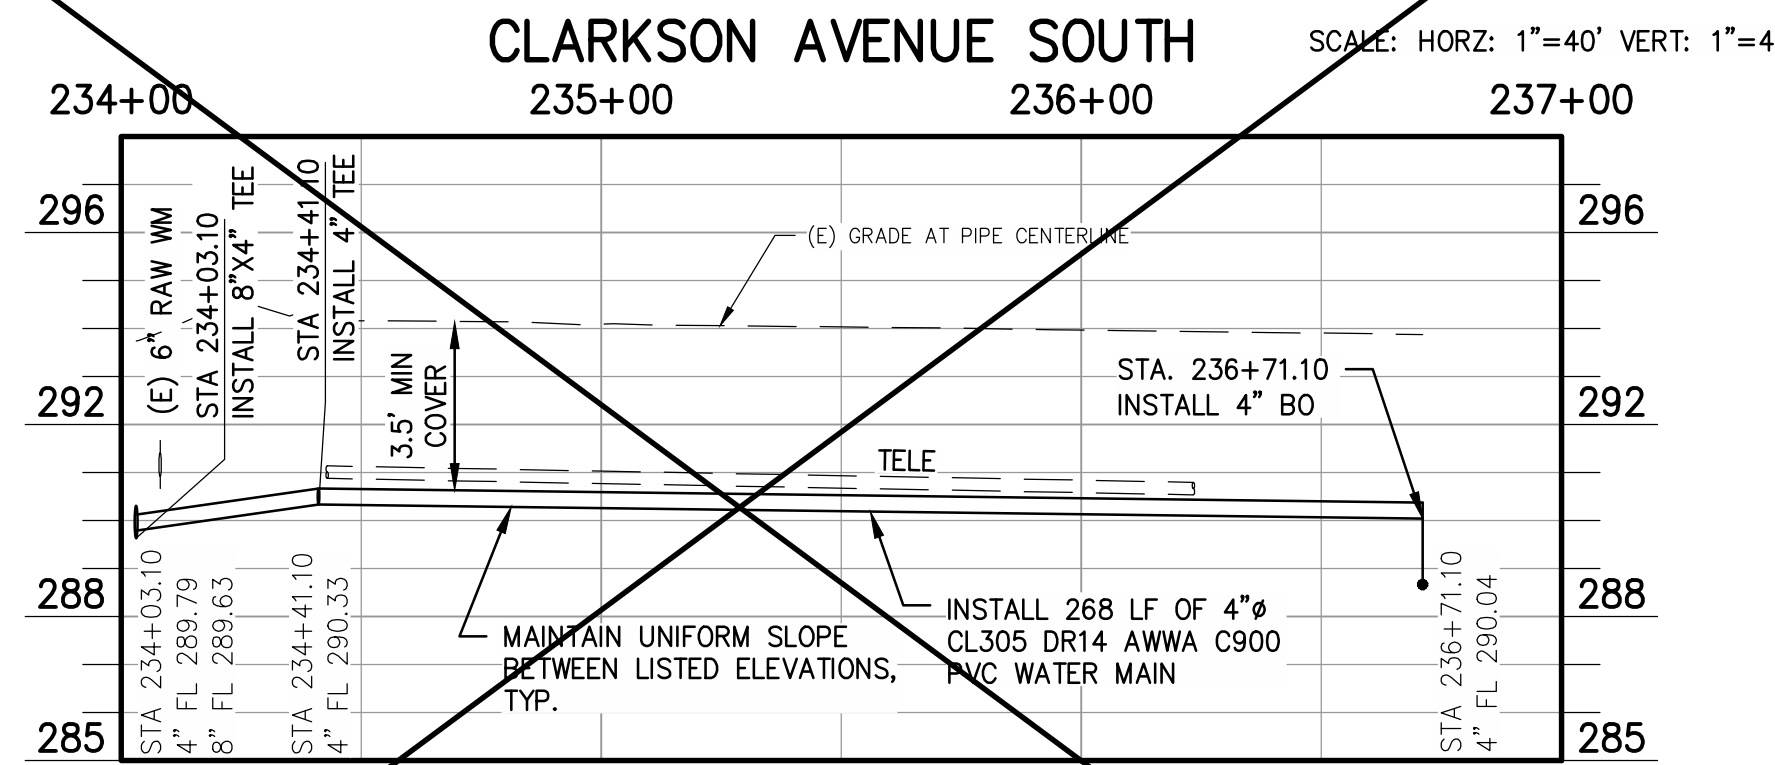 CLARKSON AVENUE SOUTH
SCALE: HORZ: 1"=40' VERT: 1"=4
234+00
235+00
236+00
237+00
296
292
288
285
296
292
288
285
(E) 6" RAW WM
STA 234+03.10
INSTALL 8"X4" TEE
STA 234+41.10
INSTALL 4" TEE
(E) GRADE AT PIPE CENTERLINE
3.5' MIN
COVER
TELE
STA. 236+71.10
INSTALL 4" BO
MAINTAIN UNIFORM SLOPE
BETWEEN LISTED ELEVATIONS,
TYP.
INSTALL 268 LF OF 4"ø
CL305 DR14 AWWA C900
PVC WATER MAIN
STA 234+03.10
4" FL 289.79
8" FL 289.63
STA 234+41.10
4" FL 290.33
STA 236+71.10
4" FL 290.04